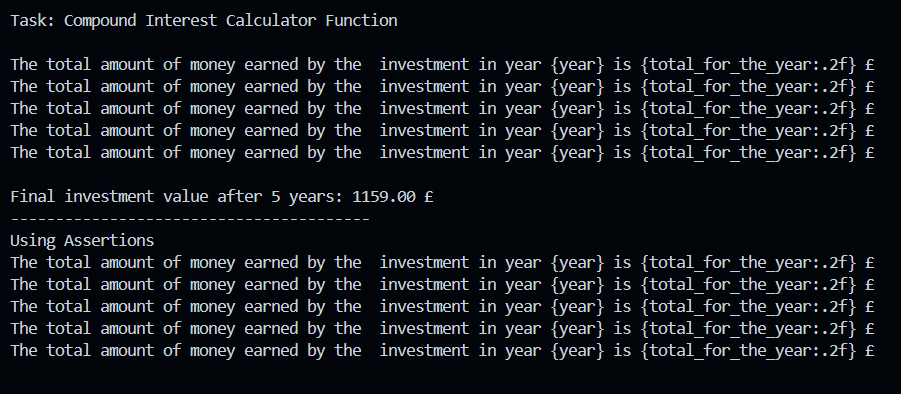 Task: Compound Interest Calculator Function
The total amount of money earned by the  investment in year {year} is {total_for_the_year:.2f} £
The total amount of money earned by the  investment in year {year} is {total_for_the_year:.2f} £
The total amount of money earned by the  investment in year {year} is {total_for_the_year:.2f} £
The total amount of money earned by the  investment in year {year} is {total_for_the_year:.2f} £
The total amount of money earned by the  investment in year {year} is {total_for_the_year:.2f} £
Final investment value after 5 years: 1159.00 £
----------------------------------------
Using Assertions
The total amount of money earned by the  investment in year {year} is {total_for_the_year:.2f} £
The total amount of money earned by the  investment in year {year} is {total_for_the_year:.2f} £
The total amount of money earned by the  investment in year {year} is {total_for_the_year:.2f} £
The total amount of money earned by the  investment in year {year} is {total_for_the_year:.2f} £
The total amount of money earned by the  investment in year {year} is {total_for_the_year:.2f} £